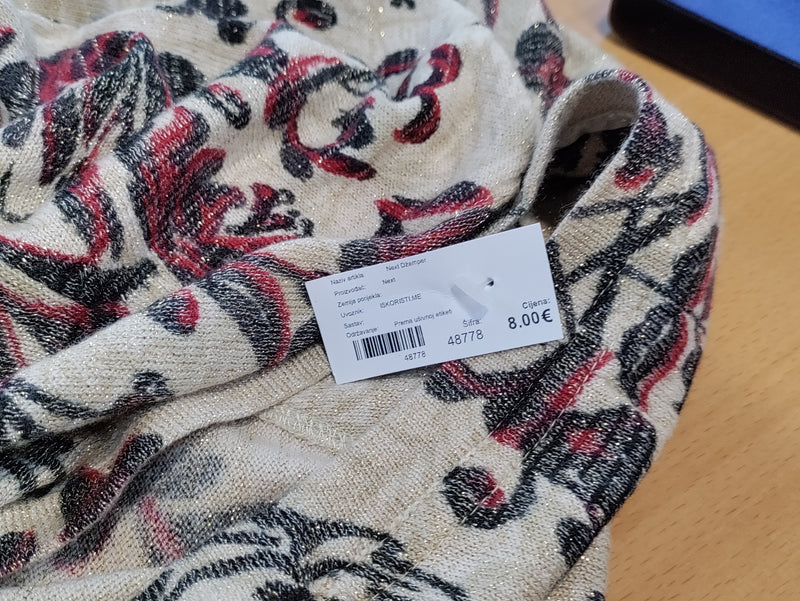 Naziv artikla: Next Džemper
Proizvođač: Next
Zemlja porijekla:
Uvoznik: ISKORISTI.ME
Sastav:
Održavanje: Prema ušivnoj etiketi
48778
Šifra:
48778
Cijena:
8.00€